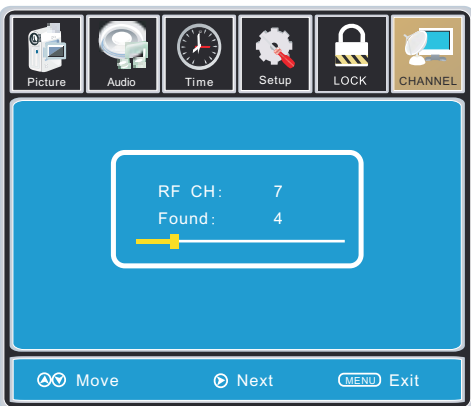 Picture Audio Time Setup LOCK CHANNEL
RF CH: 7
Found: 4
Move Next MENU Exit